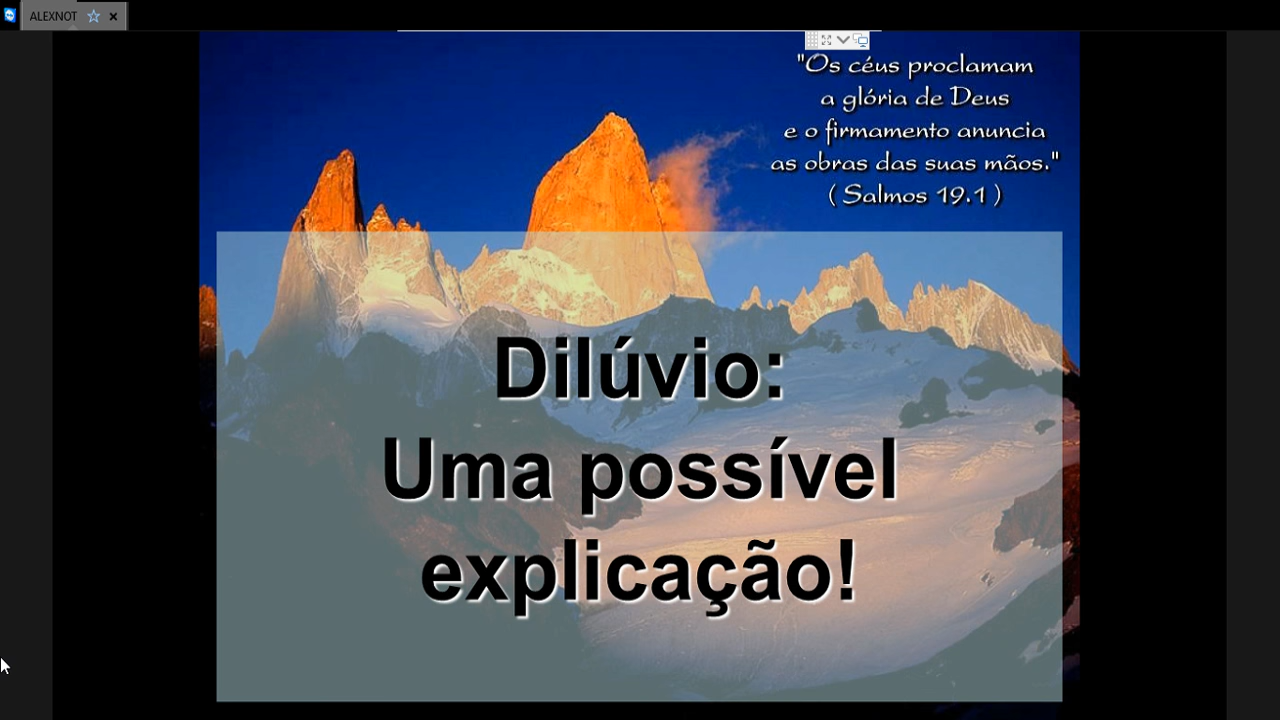 ALEXNOT
"Os céus proclamam
a glória de Deus
e o firmamento anuncia
as obras das suas mãos."
( Salmos 19.1 )
Dilúvio:
Uma possível
explicação!